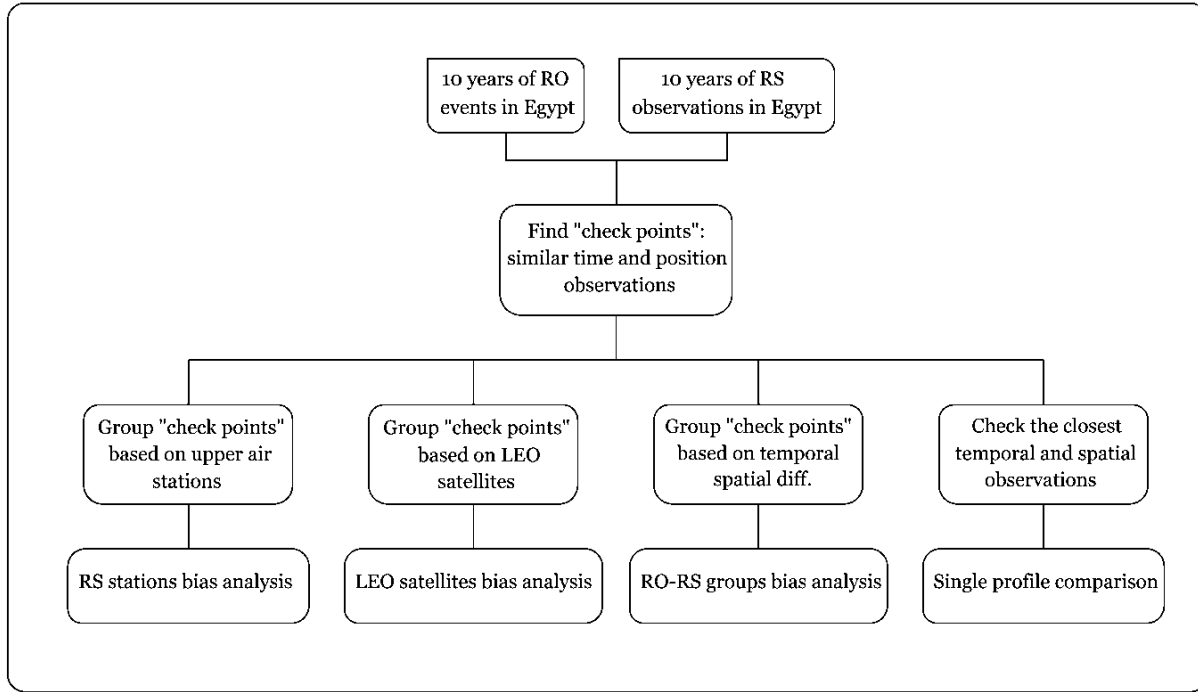 10 years of RO
events in Egypt
10 years of RS
observations in Egypt
Find "check points":
similar time and position
observations
Group "check points"
based on upper air
stations
Group "check points"
based on LEO
satellites
Group "check points"
based on temporal
spatial diff.
Check the closest
temporal and spatial
observations
RS stations bias analysis
LEO satellites bias analysis
RO-RS groups bias analysis
Single profile comparison